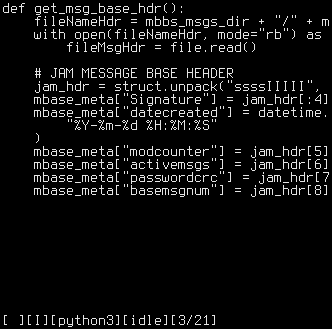 def get_msg_base_hdr():
    fileNameHdr = mbbs_msgs_dir + "/" + m
    with open(fileNameHdr, mode="rb") as
        fileMsgHdr = file.read()

    # JAM MESSAGE BASE HEADER
    jam_hdr = struct.unpack("ssssIIIII",
    mbase_meta["Signature"] = jam_hdr[:4]
    mbase_meta["datecreated"] = datetime.
        "%Y-%m-%d %H:%M:%S"
    )
    mbase_meta["modcounter"] = jam_hdr[5]
    mbase_meta["activemsgs"] = jam_hdr[6]
    mbase_meta["passwordcrc"] = jam_hdr[7
    mbase_meta["basemsgnum"] = jam_hdr[8]
[ ][I][python3][idle][3/21]